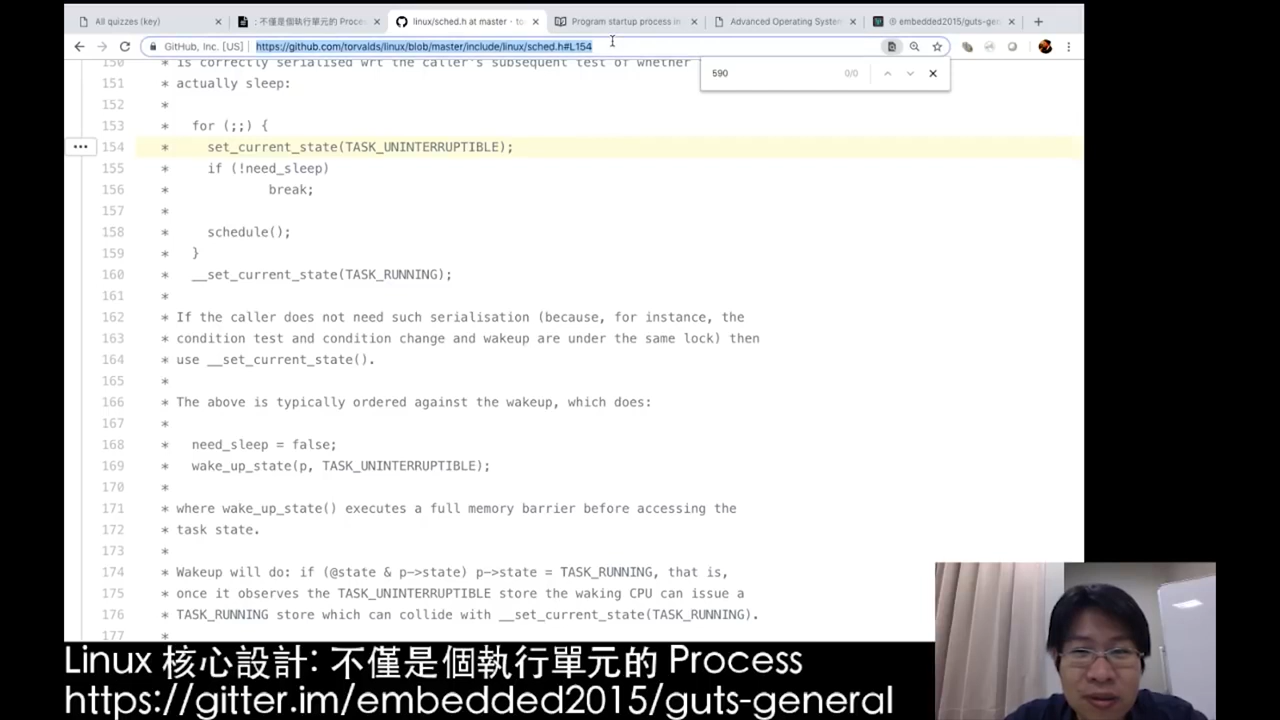 All quizzes (key)
: 不僅是個執行單元的 Proces
linux/sched.h at master · to
Program startup process in
Advanced Operating System
embedded2015/guts-gen
GitHub, Inc. [US]
https://github.com/torvalds/linux/blob/master/include/linux/sched.h#L154
590
0/0
150 * is correctly serialised wrt the caller's subsequent test of whether
151 * actually sleep:
152 *
153 * for (;;) {
154 * set_current_state(TASK_UNINTERRUPTIBLE);
155 * if (!need_sleep)
156 * break;
157 *
158 * schedule();
159 * }
160 * __set_current_state(TASK_RUNNING);
161 *
162 * If the caller does not need such serialisation (because, for instance, the
163 * condition test and condition change and wakeup are under the same lock) then
164 * use __set_current_state().
165 *
166 * The above is typically ordered against the wakeup, which does:
167 *
168 * need_sleep = false;
169 * wake_up_state(p, TASK_UNINTERRUPTIBLE);
170 *
171 * where wake_up_state() executes a full memory barrier before accessing the
172 * task state.
173 *
174 * Wakeup will do: if (@state & p->state) p->state = TASK_RUNNING, that is,
175 * once it observes the TASK_UNINTERRUPTIBLE store the waking CPU can issue a
176 * TASK_RUNNING store which can collide with __set_current_state(TASK_RUNNING).
177 *
Linux 核心設計: 不僅是個執行單元的 Process
https://gitter.im/embedded2015/guts-general